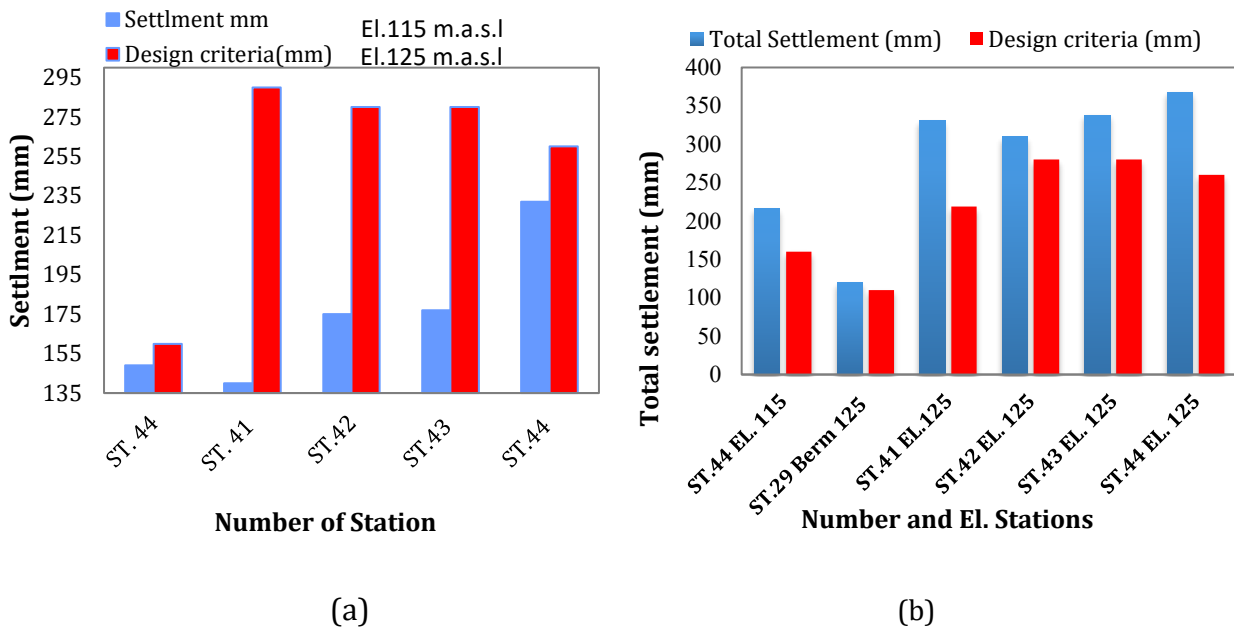 Settlment mm
El.115 m.a.s.l
Design criteria(mm)
El.125 m.a.s.l
295
275
255
235
215
195
175
155
135
Settlment (mm)
ST. 44
ST. 41
ST.42
ST.43
ST.44
Number of Station
(a)
Total Settlement (mm)
Design criteria (mm)
400
350
300
250
200
150
100
50
0
Total settlement (mm)
ST.44 EL. 115
ST.29 Berm 125
ST.41 EL.125
ST.42 EL. 125
ST.43 EL. 125
ST.44 EL. 125
Number and El. Stations
(b)